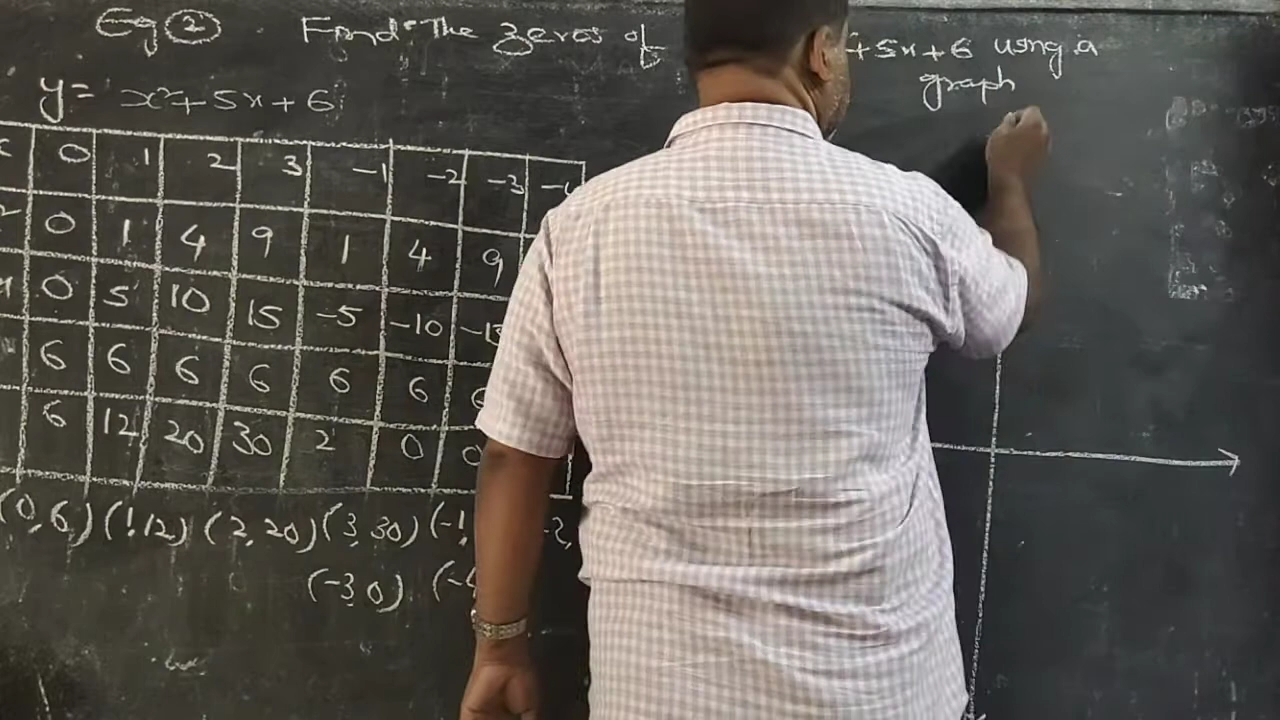 Eg ② . Find The zeros of +5x+6 using a
graph
y= x²+5x+6
0 1 2 3 -1 -2 -3
0 1 4 9 1 4 9
0 5 10 15 -5 -10
6 6 6 6 6 6
6 12 20 30 2 0 0
(0,6) (1,12) (2,20) (3,30) (-1,
(-3,0)